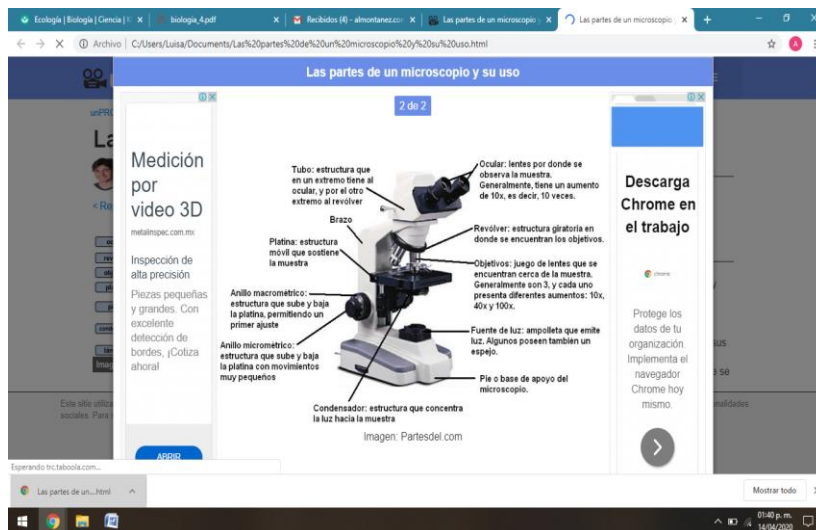 Ecología | Biología | Ciencia | K
biologia_4.pdf
Recibidos (4) - almontanez.cor
Las partes de un microscopio y
Las partes de un microscopio
Archivo | C:/Users/Luisa/Documents/Las%20partes%20de%20un%20microscopio%20y%20su%20uso.html
A
Las partes de un microscopio y su uso
2 de 2
Medición
por
video 3D
metalinspec.com.mx
Inspección de
alta precisión
Piezas pequeñas
y grandes. Con
excelente
detección de
bordes, ¡Cotiza
ahora!
ABRIR
Tubo: estructura que
en un extremo tiene al
ocular, y por el otro
extremo al revólver
Brazo
Platina: estructura
móvil que sostiene
la muestra
Anillo macrométrico:
estructura que sube y baja
la platina, permitiendo un
primer ajuste
Anillo micrométrico:
estructura que sube y baja
la platina con movimientos
muy pequeños
Condensador: estructura que concentra
la luz hacia la muestra
Ocular: lentes por donde se
observa la muestra.
Generalmente, tiene un aumento
de 10x, es decir, 10 veces.
Revólver: estructura giratoria en
donde se encuentran los objetivos.
Objetivos: juego de lentes que se
encuentran cerca de la muestra.
Generalmente son 3, y cada uno
presenta diferentes aumentos: 10x,
40x y 100x.
Fuente de luz: ampolleta que emite
luz. Algunos poseen tambien un
espejo.
Pie o base de apoyo del
microscopio.
Imagen: Partesdel.com
Descarga
Chrome en
el trabajo
chrome
Protege los
datos de tu
organización.
Implementa el
navegador
Chrome hoy
mismo.
Este sitio utiliza
sociales. Para
Esperando trc.taboola.com...
Las partes de un....html
Mostrar todo
01:40 p. m.
14/04/2020